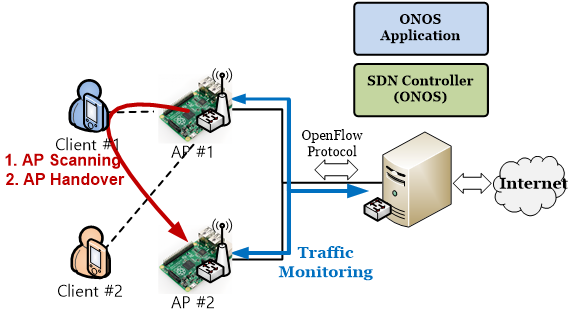 ONOS
Application
SDN Controller
(ONOS)
OpenFlow
Protocol
Client #1
AP #1
1. AP Scanning
2. AP Handover
Internet
Traffic
Monitoring
Client #2
AP #2